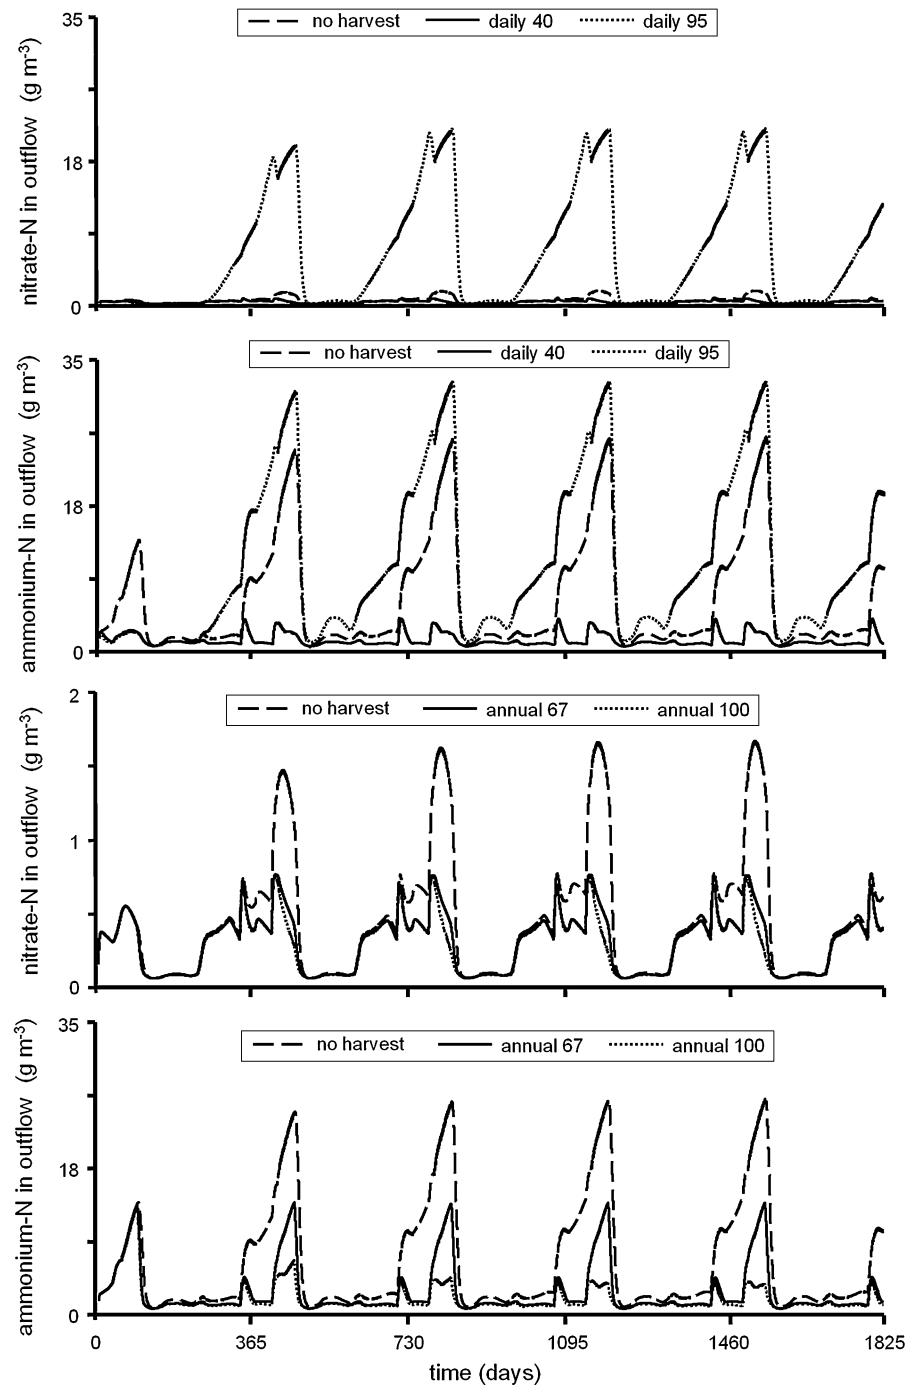 35
no harvest daily 40 daily 95
nitrate-N in outflow (g m-3)
18
0
35
no harvest daily 40 daily 95
ammonium-N in outflow (g m-3)
18
0
2
no harvest annual 67 annual 100
nitrate-N in outflow (g m-3)
1
0
35
no harvest annual 67 annual 100
ammonium-N in outflow (g m-3)
18
0
0 365 730 1095 1460 1825
time (days)